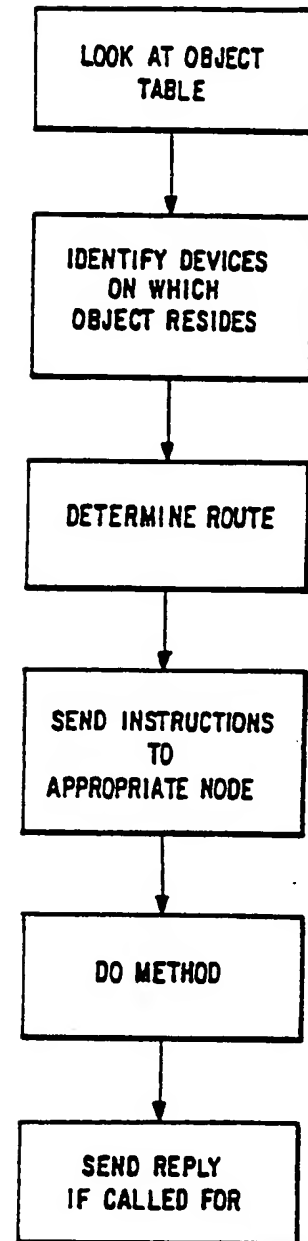 LOOK AT OBJECT
TABLE
IDENTIFY DEVICES
ON WHICH
OBJECT RESIDES
DETERMINE ROUTE
SEND INSTRUCTIONS
TO
APPROPRIATE NODE
DO METHOD
SEND REPLY
IF CALLED FOR